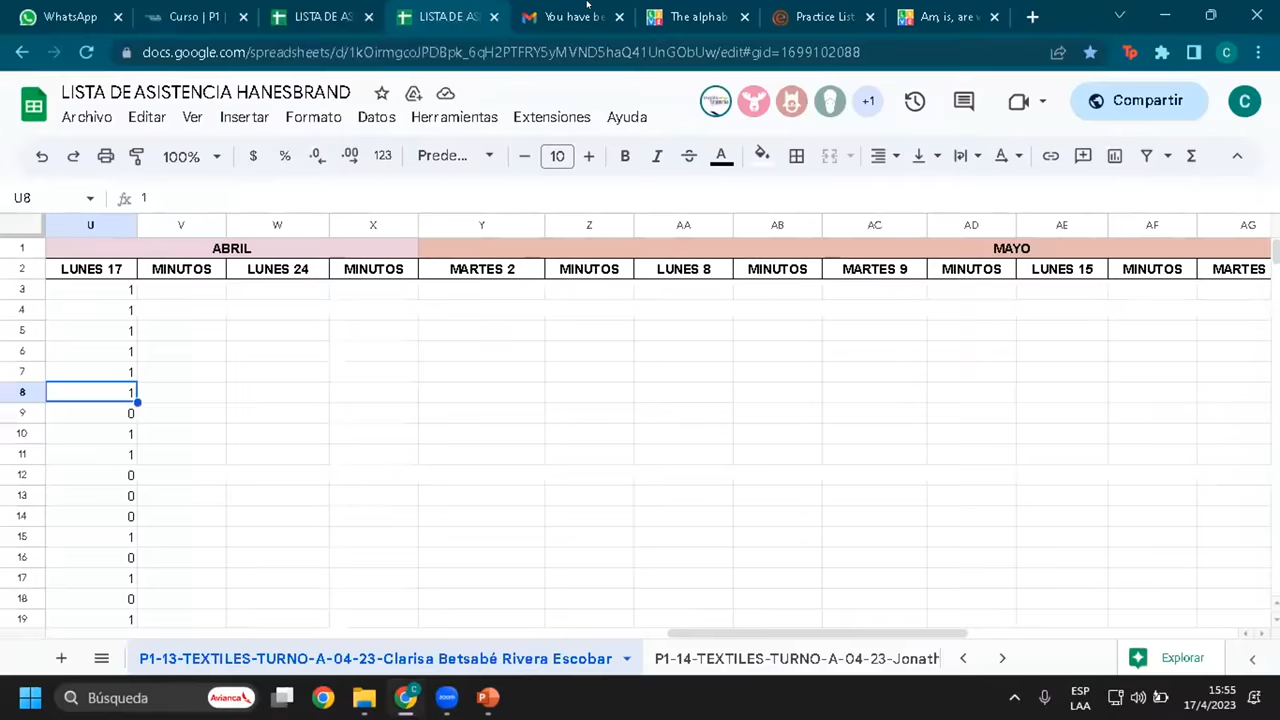 WhatsApp
Curso | P1
LISTA DE AS
LISTA DE AS
You have be
The alphab
Practice List
Am, is, are
docs.google.com/spreadsheets/d/1kOirmgcoJPDBpk_6qH2PTFRY5yMVND5haQ41UnGObUw/edit#gid=1699102088
C
LISTA DE ASISTENCIA HANESBRAND
+1
Compartir
C
Archivo Editar Ver Insertar Formato Datos Herramientas Extensiones Ayuda
100% $ % .0 .00 123 Prede... 10 B I A
U8 fx 1
U V W X Y Z AA AB AC AD AE AF AG
1 ABRIL MAYO
2 LUNES 17 MINUTOS LUNES 24 MINUTOS MARTES 2 MINUTOS LUNES 8 MINUTOS MARTES 9 MINUTOS LUNES 15 MINUTOS MARTES
3 1
4 1
5 1
6 1
7 1
8 1
9 0
10 1
11 1
12 0
13 0
14 0
15 1
16 0
17 1
18 0
19 1
P1-13-TEXTILES-TURNO-A-04-23-Clarisa Betsabé Rivera Escobar
P1-14-TEXTILES-TURNO-A-04-23-Jonath
Explorar
Búsqueda
Avianca
zoom
ESP
LAA
15:55
17/4/2023